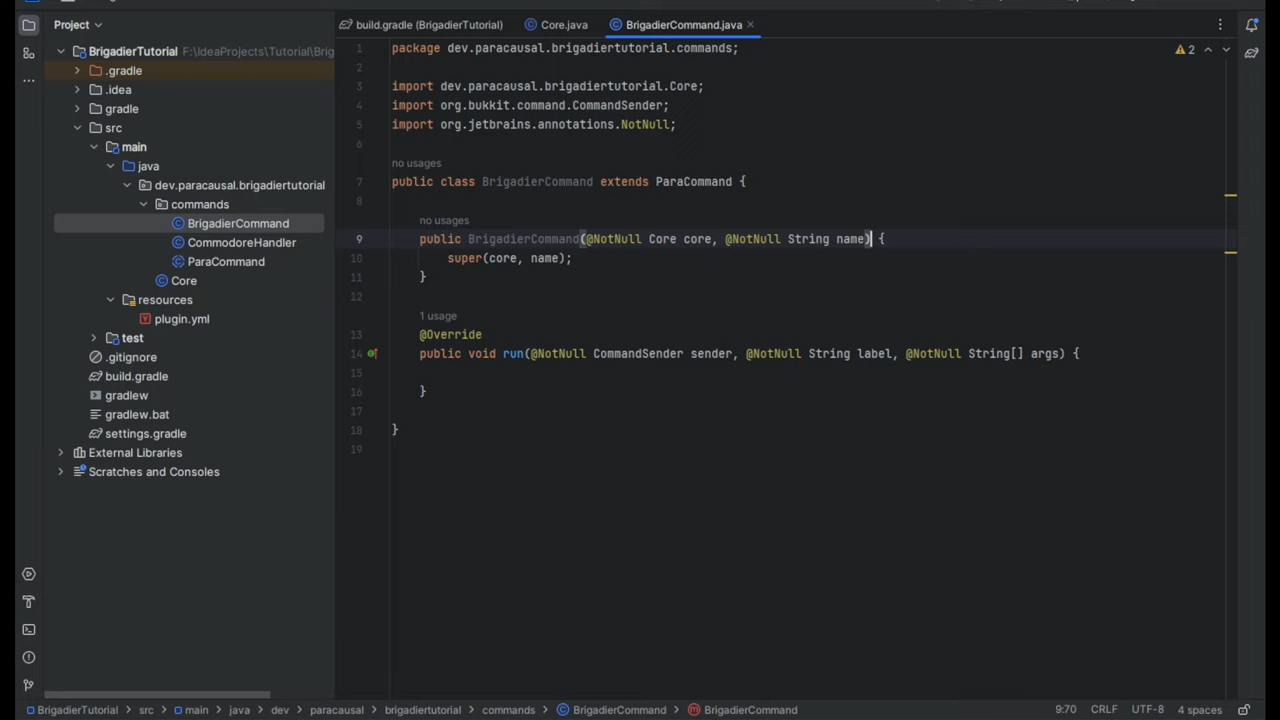 Project
BrigadierTutorial F:\IdeaProjects\Tutorial\Brig
.gradle
.idea
gradle
src
main
java
dev.paracausal.brigadiertutorial
commands
BrigadierCommand
CommodoreHandler
ParaCommand
Core
resources
plugin.yml
test
.gitignore
build.gradle
gradlew
gradlew.bat
settings.gradle
External Libraries
Scratches and Consoles
build.gradle (BrigadierTutorial) Core.java BrigadierCommand.java
2
1 package dev.paracausal.brigadiertutorial.commands;
2
3 import dev.paracausal.brigadiertutorial.Core;
4 import org.bukkit.command.CommandSender;
5 import org.jetbrains.annotations.NotNull;
6
no usages
7 public class BrigadierCommand extends ParaCommand {
8
no usages
9 public BrigadierCommand(@NotNull Core core, @NotNull String name) {
10 super(core, name);
11 }
12
1 usage
13 @Override
14 public void run(@NotNull CommandSender sender, @NotNull String label, @NotNull String[] args) {
15
16 }
17
18 }
19
BrigadierTutorial > src > main > java > dev > paracausal > brigadiertutorial > commands > BrigadierCommand > BrigadierCommand 9:70 CRLF UTF-8 4 spaces